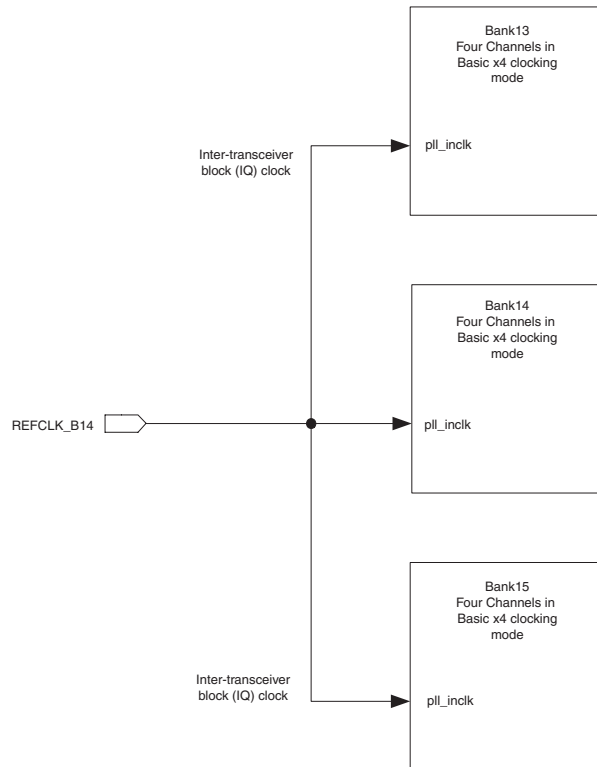 Bank13
Four Channels in
Basic x4 clocking
mode
Inter-transceiver
block (IQ) clock
pll_inclk
Bank14
Four Channels in
Basic x4 clocking
mode
REFCLK_B14
pll_inclk
Bank15
Four Channels in
Basic x4 clocking
mode
Inter-transceiver
block (IQ) clock
pll_inclk